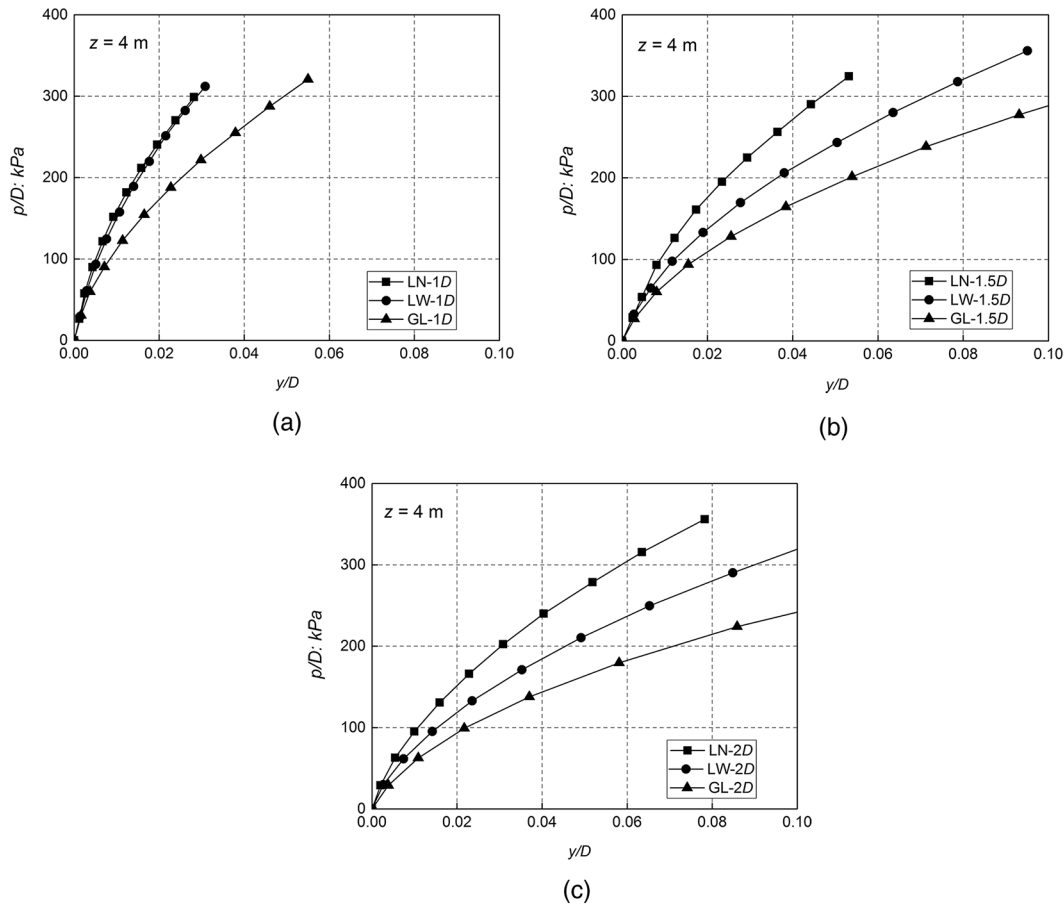 400
300
200
100
0
p/D: kPa
z = 4 m
LN-1D
LW-1D
GL-1D
0.00 0.02 0.04 0.06 0.08 0.10
y/D
(a)
400
300
200
100
0
p/D: kPa
z = 4 m
LN-1.5D
LW-1.5D
GL-1.5D
0.00 0.02 0.04 0.06 0.08 0.10
y/D
(b)
400
300
200
100
0
p/D: kPa
z = 4 m
LN-2D
LW-2D
GL-2D
0.00 0.02 0.04 0.06 0.08 0.10
y/D
(c)